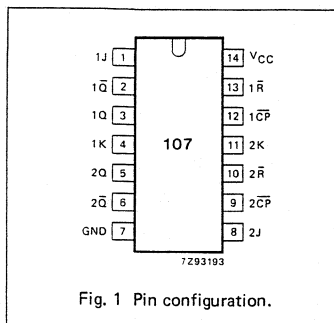 1J 1 14 VCC
1Q̅ 2 13 1R̅
1Q 3 12 1C̅P̅
1K 4 107 11 2K
2Q 5 10 2R̅
2Q̅ 6 9 2C̅P̅
GND 7 8 2J
7Z93193
Fig. 1 Pin configuration.